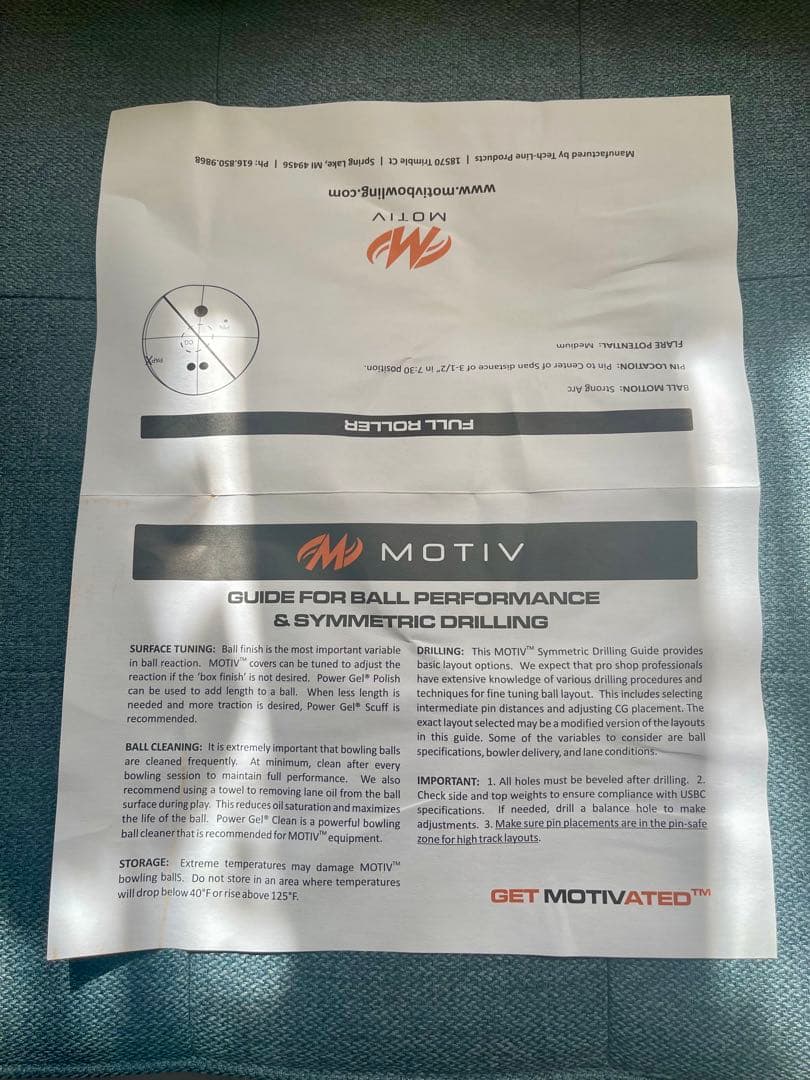 MOTIV
GUIDE FOR BALL PERFORMANCE
& SYMMETRIC DRILLING
SURFACE TUNING: Ball finish is the most important variable
in ball reaction. MOTIV™ covers can be tuned to adjust the
reaction if the 'box finish' is not desired. Power Gel® Polish
can be used to add length to a ball. When less length is
needed and more traction is desired, Power Gel® Scuff is
recommended.
BALL CLEANING: It is extremely important that bowling balls
are cleaned frequently. At minimum, clean after every
bowling session to maintain full performance. We also
recommend using a towel to removing lane oil from the ball
surface during play. This reduces oil saturation and maximizes
the life of the ball. Power Gel® Clean is a powerful bowling
ball cleaner that is recommended for MOTIV™ equipment.
STORAGE: Extreme temperatures may damage MOTIV™
bowling ballS. Do not store in an area where temperatures
will drop below 40°F or rise above 125°F.
DRILLING: This MOTIV™ Symmetric Drilling Guide provides
basic layout options. We expect that pro shop professionals
have extensive knowledge of various drilling procedures and
techniques for fine tuning ball layout. This includes selecting
intermediate pin distances and adjusting CG placement. The
exact layout selected may be a modified version of the layouts
in this guide. Some of the variables to consider are ball
specifications, bowler delivery, and lane conditions.
IMPORTANT: 1. All holes must be beveled after drilling. 2.
Check side and top weights to ensure compliance with USBC
specifications. If needed, drill a balance hole to make
adjustments. 3. Make sure pin placements are in the pin-safe
zone for high track layouts.
GET MOTIVATED™
FULL ROLLER
BALL MOTION: Strong Arc
PIN LOCATION: Pin to Center of Span distance of 3-1/2" in 7:30 position.
FLARE POTENTIAL: Medium
PAP
CG
PIN
MOTIV
www.motivbowling.com
Manufactured by Tech-Line Products | 18570 Trimble Ct | Spring Lake, MI 49456 | Ph: 616.850.9868